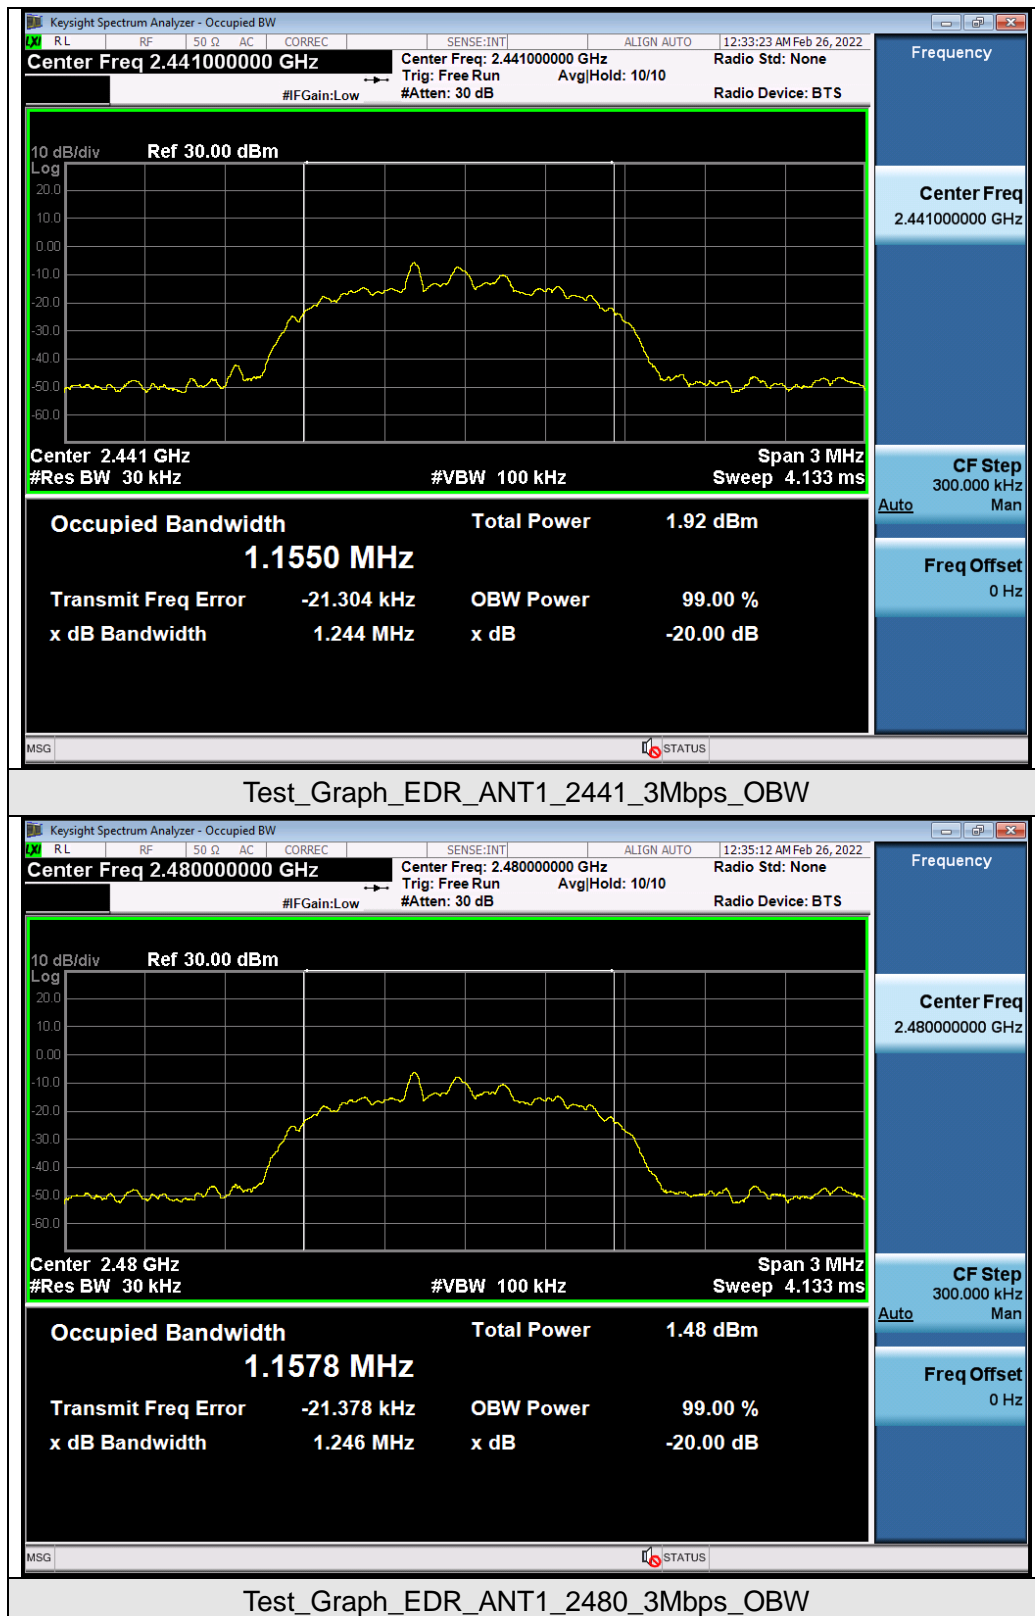 Keysight Spectrum Analyzer - Occupied BW
LXI RL RF 50 Ω AC CORREC SENSE:INT ALIGN AUTO 12:33:23 AM Feb 26, 2022
Center Freq 2.441000000 GHz Center Freq: 2.441000000 GHz Radio Std: None Frequency
Trig: Free Run Avg|Hold: 10/10
#IFGain:Low #Atten: 30 dB Radio Device: BTS
10 dB/div Ref 30.00 dBm
Log
20.0
10.0
0.00
-10.0
-20.0
-30.0
-40.0
-50.0
-60.0
Center Freq
2.441000000 GHz
Center 2.441 GHz Span 3 MHz
#Res BW 30 kHz #VBW 100 kHz Sweep 4.133 ms
CF Step
300.000 kHz
Auto Man
Occupied Bandwidth Total Power 1.92 dBm
1.1550 MHz
Transmit Freq Error -21.304 kHz OBW Power 99.00 %
x dB Bandwidth 1.244 MHz x dB -20.00 dB
Freq Offset
0 Hz
MSG STATUS
Test_Graph_EDR_ANT1_2441_3Mbps_OBW
Keysight Spectrum Analyzer - Occupied BW
LXI RL RF 50 Ω AC CORREC SENSE:INT ALIGN AUTO 12:35:12 AM Feb 26, 2022
Center Freq 2.480000000 GHz Center Freq: 2.480000000 GHz Radio Std: None Frequency
Trig: Free Run Avg|Hold: 10/10
#IFGain:Low #Atten: 30 dB Radio Device: BTS
10 dB/div Ref 30.00 dBm
Log
20.0
10.0
0.00
-10.0
-20.0
-30.0
-40.0
-50.0
-60.0
Center Freq
2.480000000 GHz
Center 2.48 GHz Span 3 MHz
#Res BW 30 kHz #VBW 100 kHz Sweep 4.133 ms
CF Step
300.000 kHz
Auto Man
Occupied Bandwidth Total Power 1.48 dBm
1.1578 MHz
Transmit Freq Error -21.378 kHz OBW Power 99.00 %
x dB Bandwidth 1.246 MHz x dB -20.00 dB
Freq Offset
0 Hz
MSG STATUS
Test_Graph_EDR_ANT1_2480_3Mbps_OBW